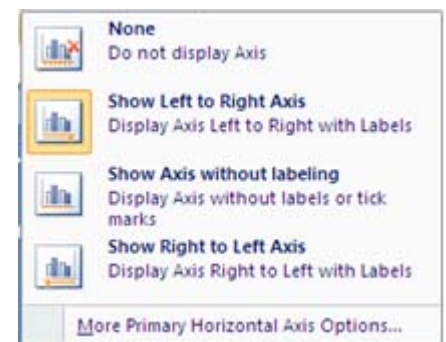 None
Do not display Axis
Show Left to Right Axis
Display Axis Left to Right with Labels
Show Axis without labeling
Display Axis without labels or tick
marks
Show Right to Left Axis
Display Axis Right to Left with Labels
More Primary Horizontal Axis Options...